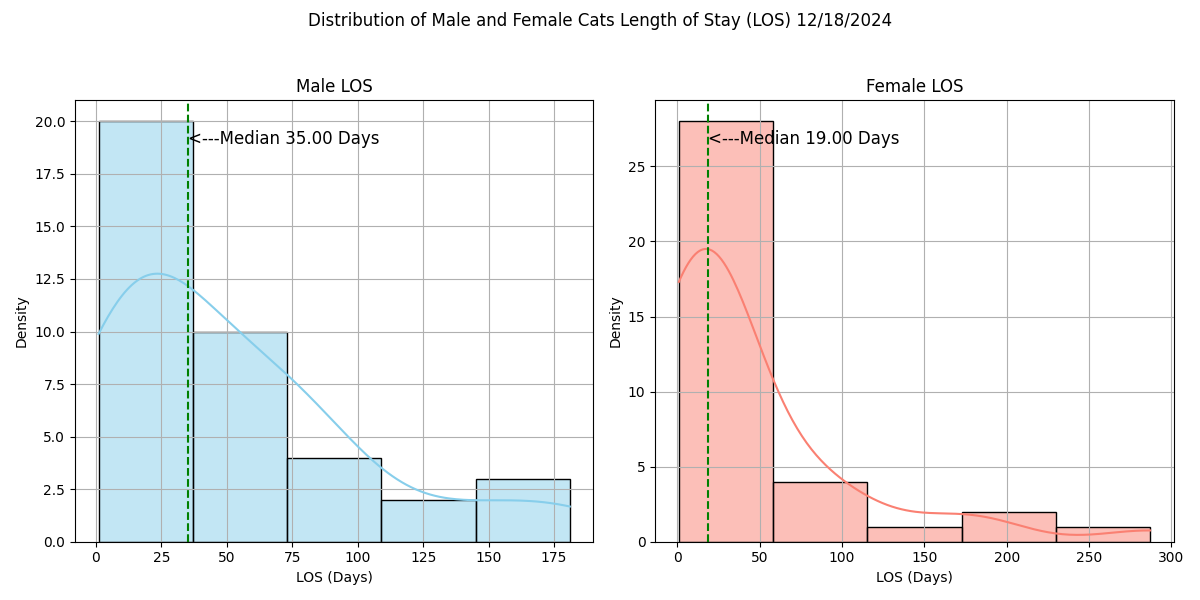 Distribution of Male and Female Cats Length of Stay (LOS) 12/18/2024
Male LOS
20.0
17.5
15.0
12.5
10.0
7.5
5.0
2.5
0.0
Density
<---Median 35.00 Days
0 25 50 75 100 125 150 175
LOS (Days)
Female LOS
25
20
15
10
5
0
Density
<---Median 19.00 Days
0 50 100 150 200 250 300
LOS (Days)